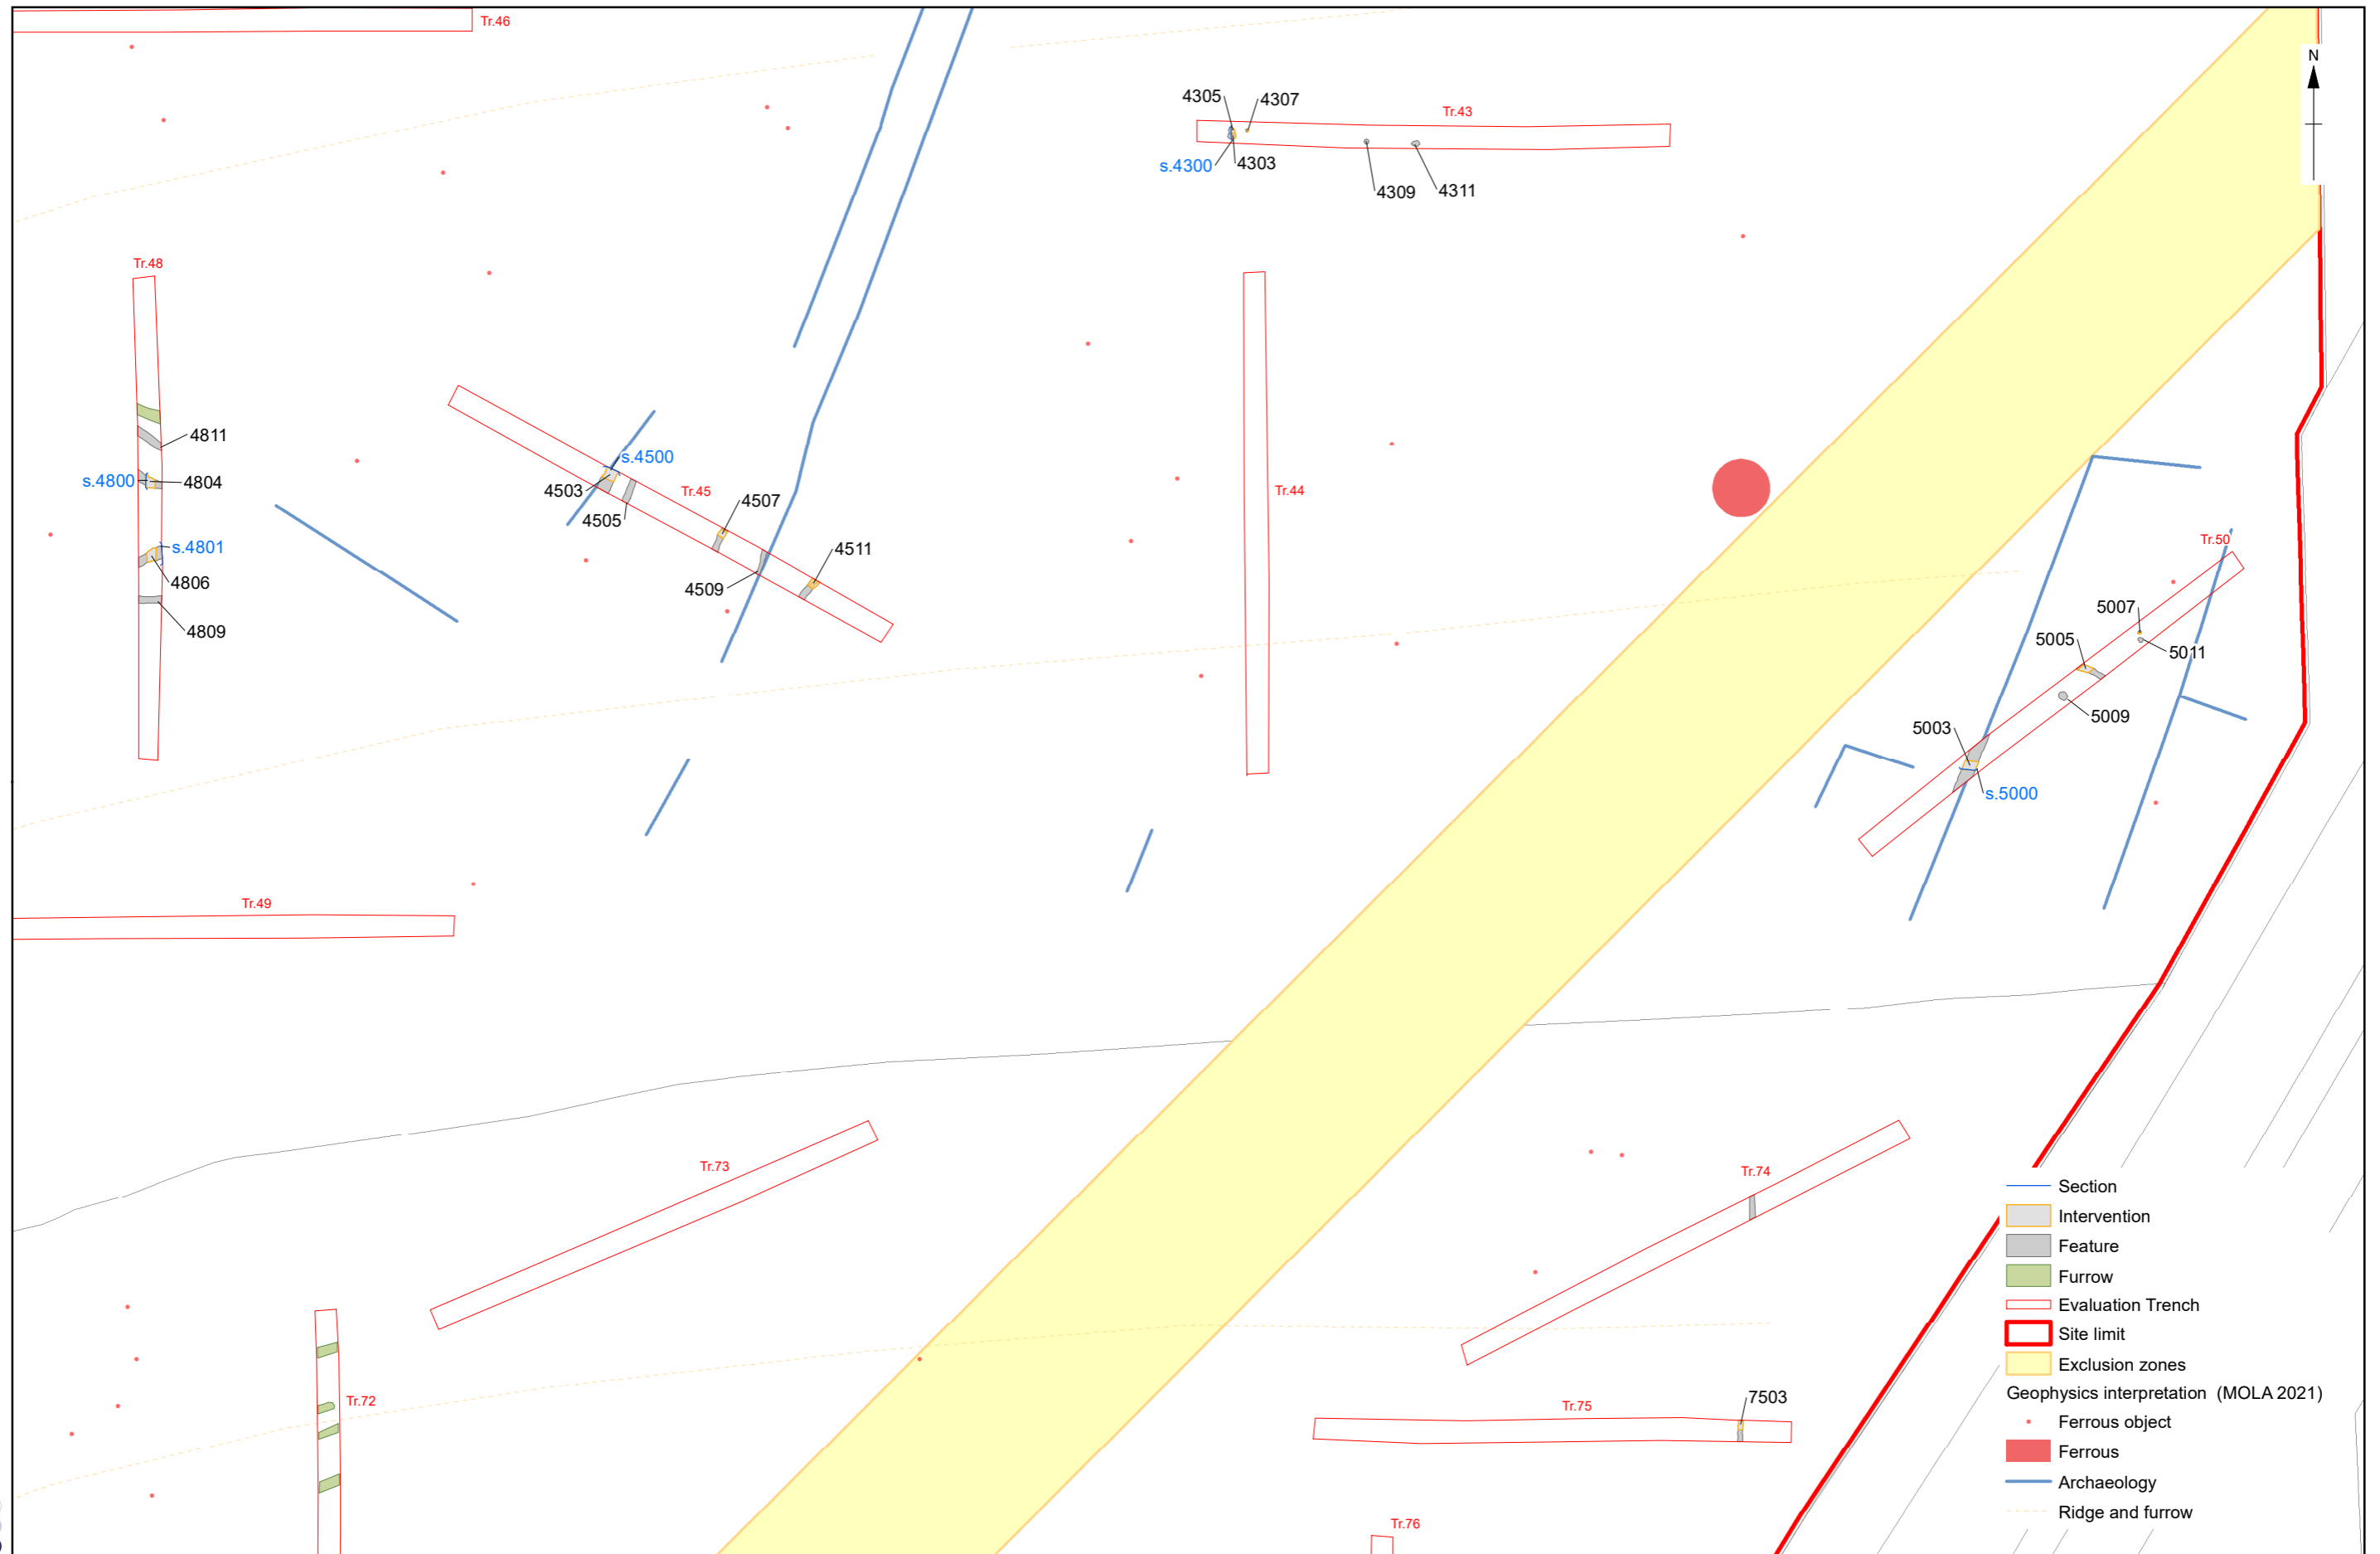 Tr.46
N
4305
4307
Tr.43
s.4300
4303
4309
4311
Tr.48
4811
s.4800
4804
s.4801
4806
4809
s.4500
4503
Tr.45
4505
4507
4509
4511
Tr.44
Tr.50
5007
5005
5011
5009
5003
s.5000
Tr.49
Tr.73
Tr.74
Tr.72
Tr.75
7503
Tr.76
Section
Intervention
Feature
Furrow
Evaluation Trench
Site limit
Exclusion zones
Geophysics interpretation (MOLA 2021)
Ferrous object
Ferrous
Archaeology
Ridge and furrow